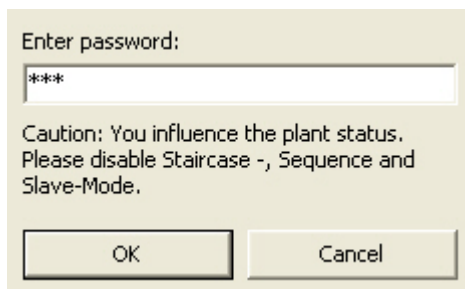 Enter password:
***
Caution: You influence the plant status.
Please disable Staircase -, Sequence and
Slave-Mode.
OK
Cancel